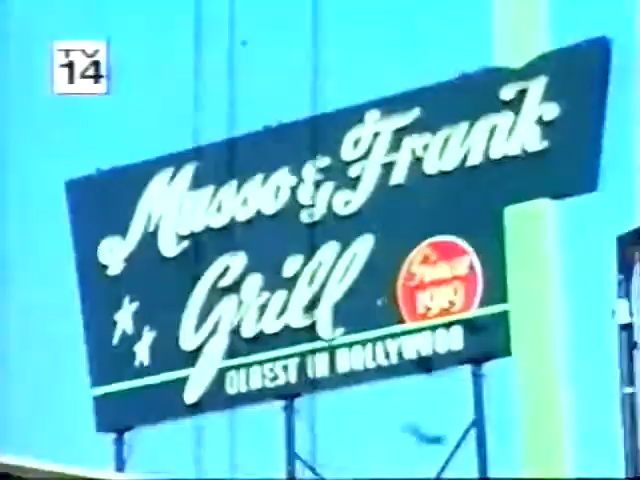 TV
14
Musso & Frank
Grill
Since
1919
OLDEST IN HOLLYWOOD